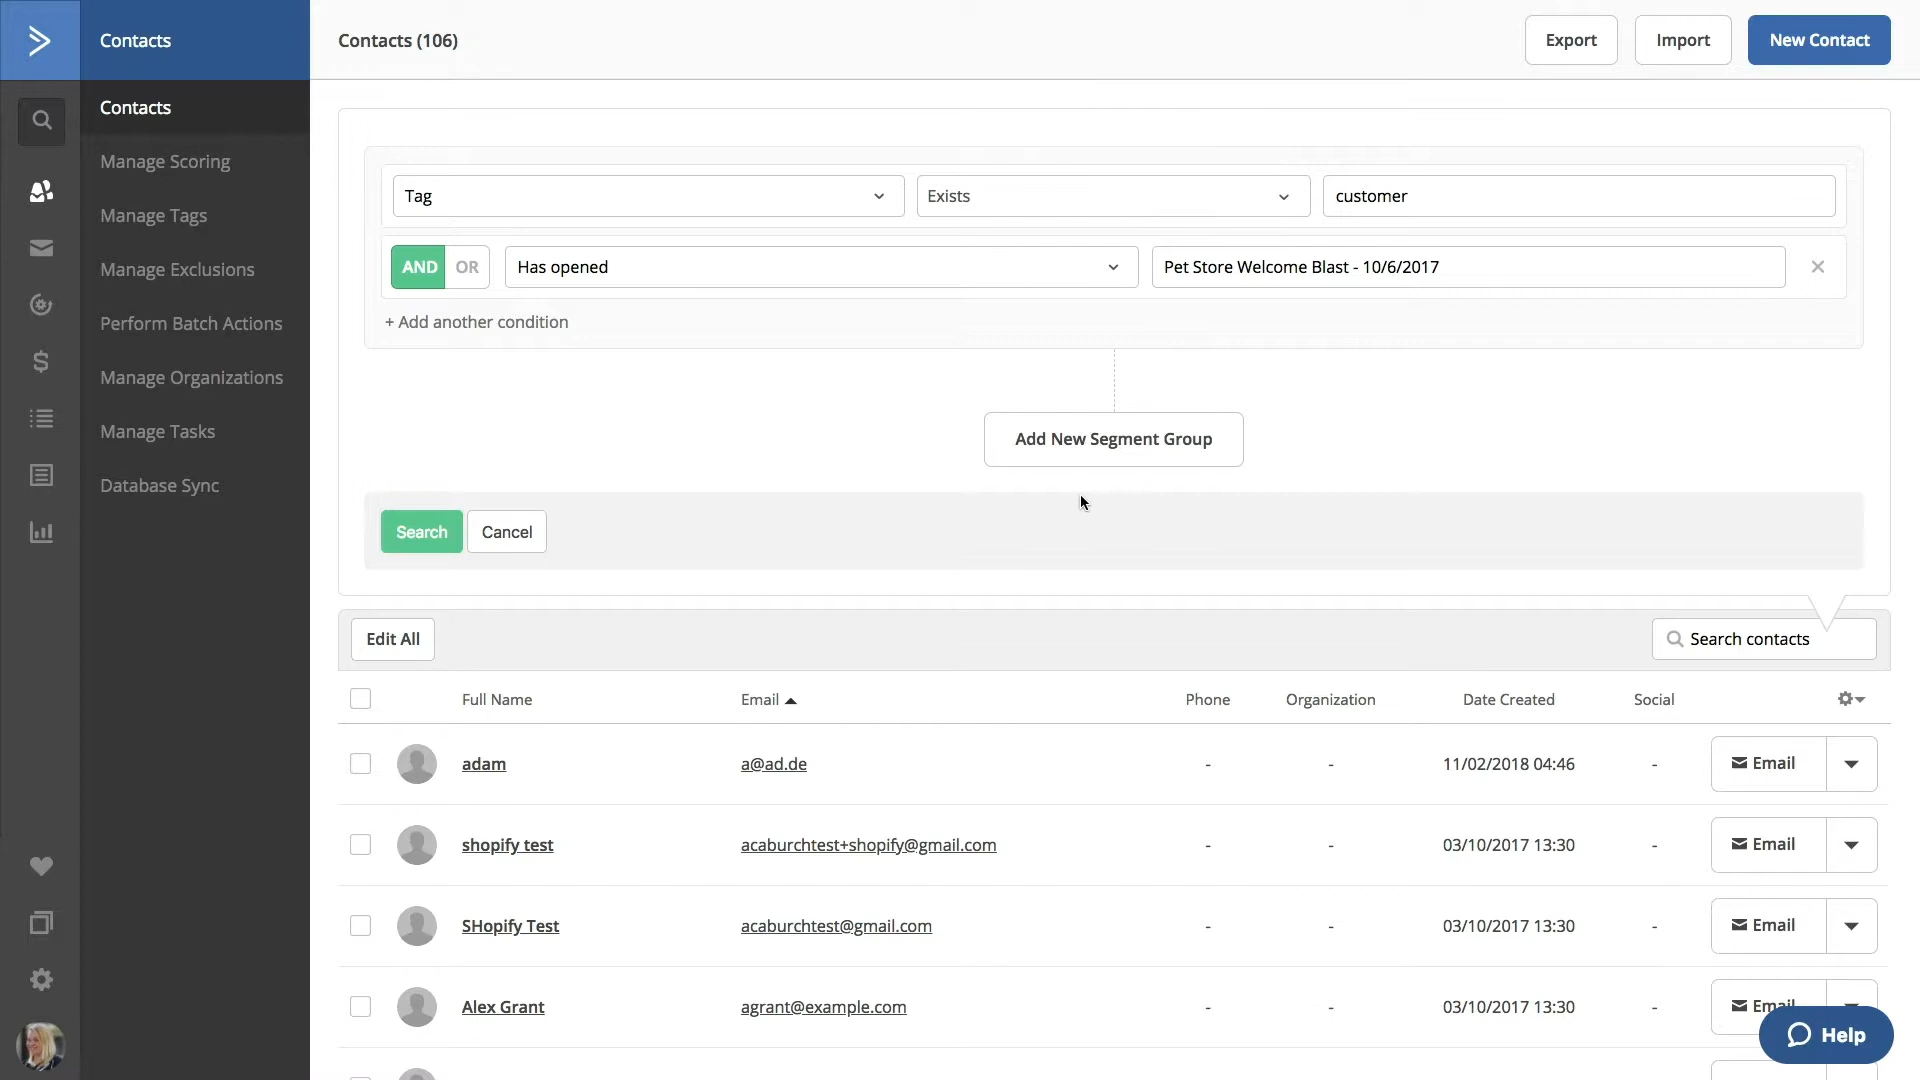 Contacts
Contacts (106)
Export
Import
New Contact
Contacts
Manage Scoring
Manage Tags
Manage Exclusions
Perform Batch Actions
Manage Organizations
Manage Tasks
Database Sync
Tag
Exists
customer
AND
OR
Has opened
Pet Store Welcome Blast - 10/6/2017
+ Add another condition
Add New Segment Group
Search
Cancel
Edit All
Search contacts
Full Name
Email
Phone
Organization
Date Created
Social
adam
a@ad.de
-
-
11/02/2018 04:46
-
Email
shopify test
acaburchtest+shopify@gmail.com
-
-
03/10/2017 13:30
-
Email
SHopify Test
acaburchtest@gmail.com
-
-
03/10/2017 13:30
-
Email
Alex Grant
agrant@example.com
-
-
03/10/2017 13:30
-
Email
Help